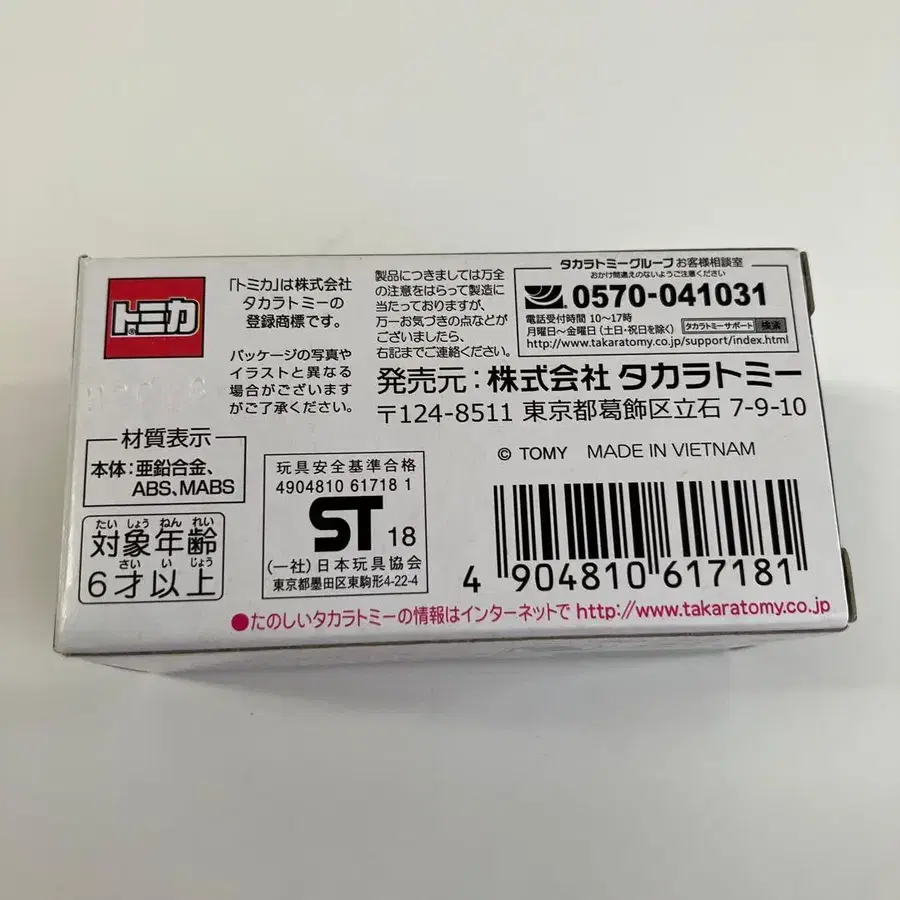 トミカ
「トミカ」は株式会社
タカラトミーの
登録商標です。
パッケージの写真や
イラストと異なる
場合がございます
がご了承ください。
製品につきましては万全
の注意をはらって製造に
当たっておりますが、
万一お気づきの点などが
ございましたら、
右記までご連絡ください。
タカラトミーグループ お客様相談室
おかけ間違えのないようご注意ください
0570-041031
電話受付時間 10〜17時
月曜日〜金曜日 (土・日・祝日を除く) タカラトミーサポート 検索
http://www.takaratomy.co.jp/support/index.html
発売元：株式会社 タカラトミー
〒124-8511 東京都葛飾区立石 7-9-10
© TOMY MADE IN VIETNAM
材質表示
本体：亜鉛合金、
ABS、MABS
たいしょうねんれい
対象年齢
さいいじょう
6才以上
玩具安全基準合格
4904810 61718 1
ST 18
(一社)日本玩具協会
東京都墨田区東駒形4-22-4
4 904810 617181
●たのしいタカラトミーの情報はインターネットで http://www.takaratomy.co.jp